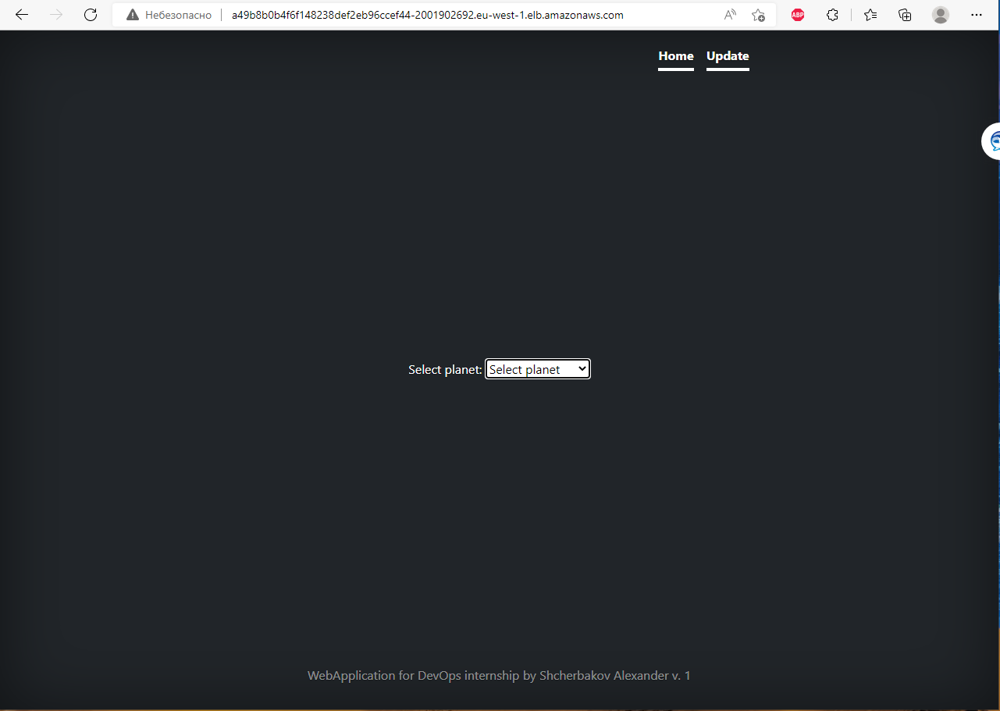 Небезопасно a49b8b0b4f6f148238def2eb96ccef44-2001902692.eu-west-1.elb.amazonaws.com ABP
Home Update
Select planet: Select planet
WebApplication for DevOps internship by Shcherbakov Alexander v. 1